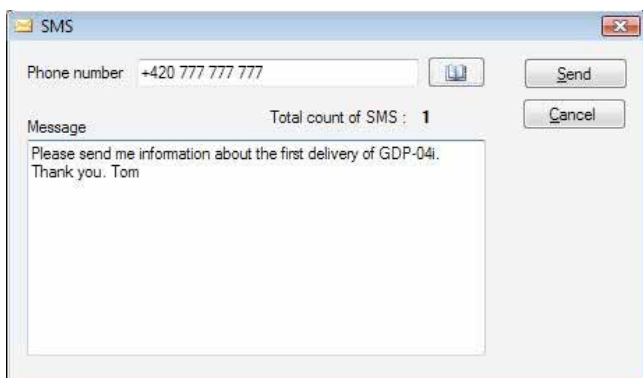 SMS
Phone number +420 777 777 777
Send
Total count of SMS : 1
Cancel
Message
Please send me information about the first delivery of GDP-04i.
Thank you. Tom